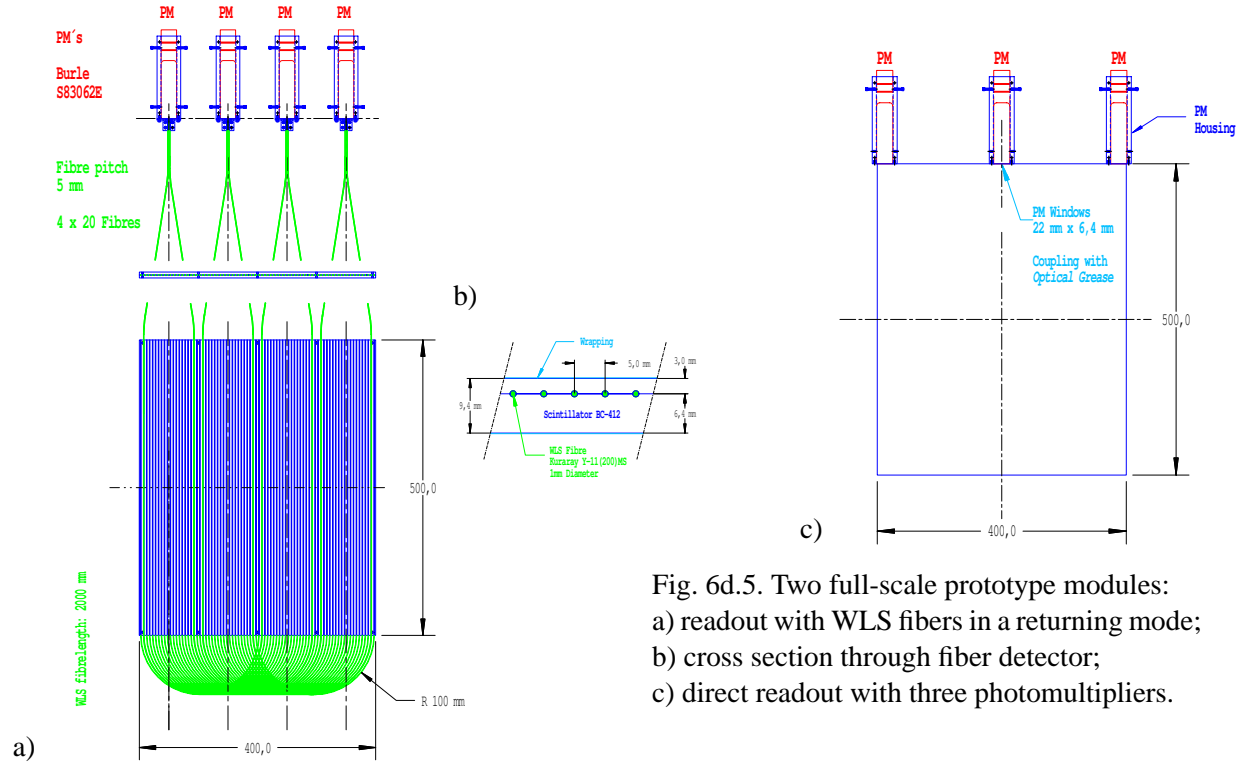 PM PM PM PM
PM´s
Burle
S83062E
Fibre pitch
5 mm
4 x 20 Fibres
500,0
WLS fibrelength: 2000 mm
R 100 mm
400,0
a)
b)
Wrapping
5,0 mm
3,0 mm
9,4 mm
6,4 mm
Scintillator BC-412
WLS Fibre
Kuraray Y-11(200)MS
1mm Diameter
PM PM PM
PM
Housing
PM Windows
22 mm x 6,4 mm
Coupling with
Optical Grease
500,0
400,0
c)
Fig. 6d.5. Two full-scale prototype modules:
a) readout with WLS fibers in a returning mode;
b) cross section through fiber detector;
c) direct readout with three photomultipliers.